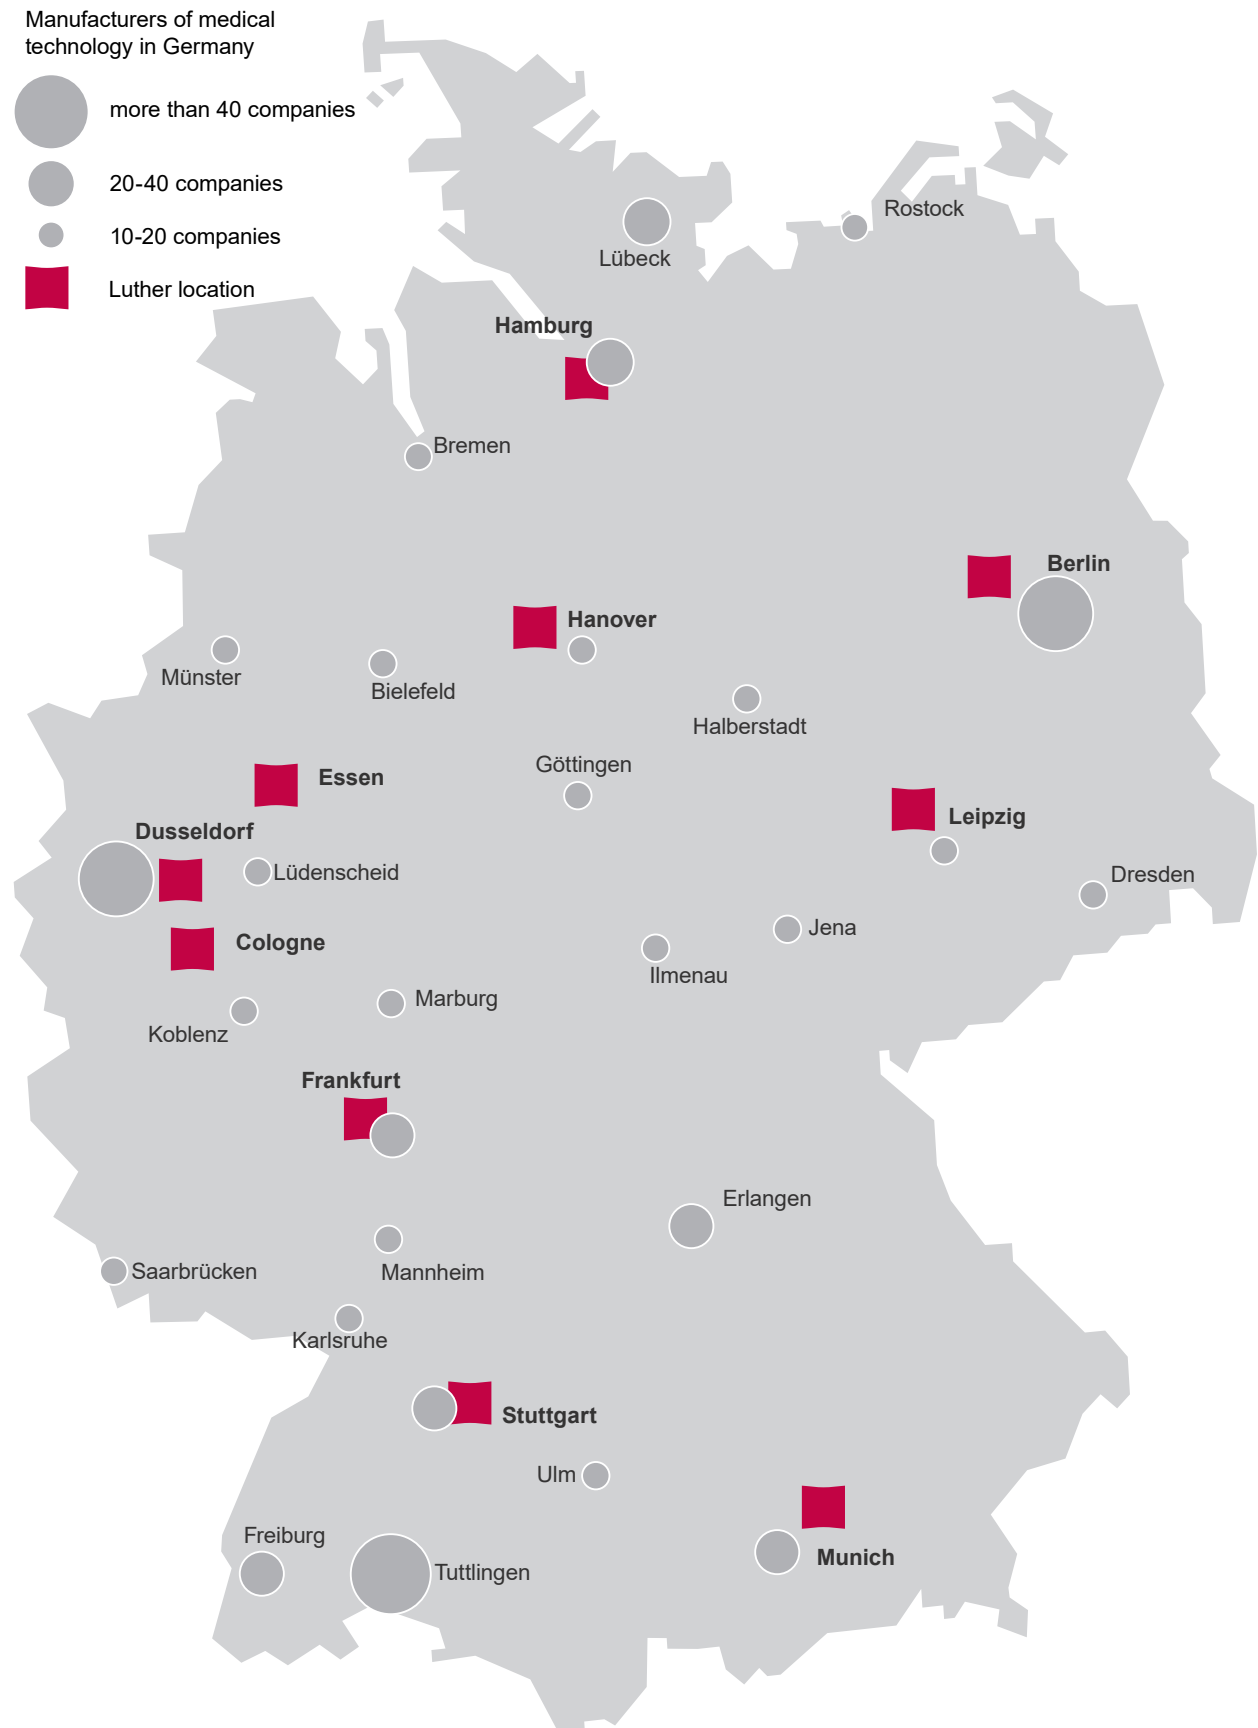 Manufacturers of medical
technology in Germany
more than 40 companies
20-40 companies
10-20 companies
Luther location
Rostock
Lübeck
Hamburg
Bremen
Berlin
Hanover
Münster
Bielefeld
Halberstadt
Göttingen
Essen
Leipzig
Dusseldorf
Lüdenscheid
Dresden
Jena
Cologne
Ilmenau
Marburg
Koblenz
Frankfurt
Erlangen
Saarbrücken
Mannheim
Karlsruhe
Stuttgart
Ulm
Freiburg
Munich
Tuttlingen